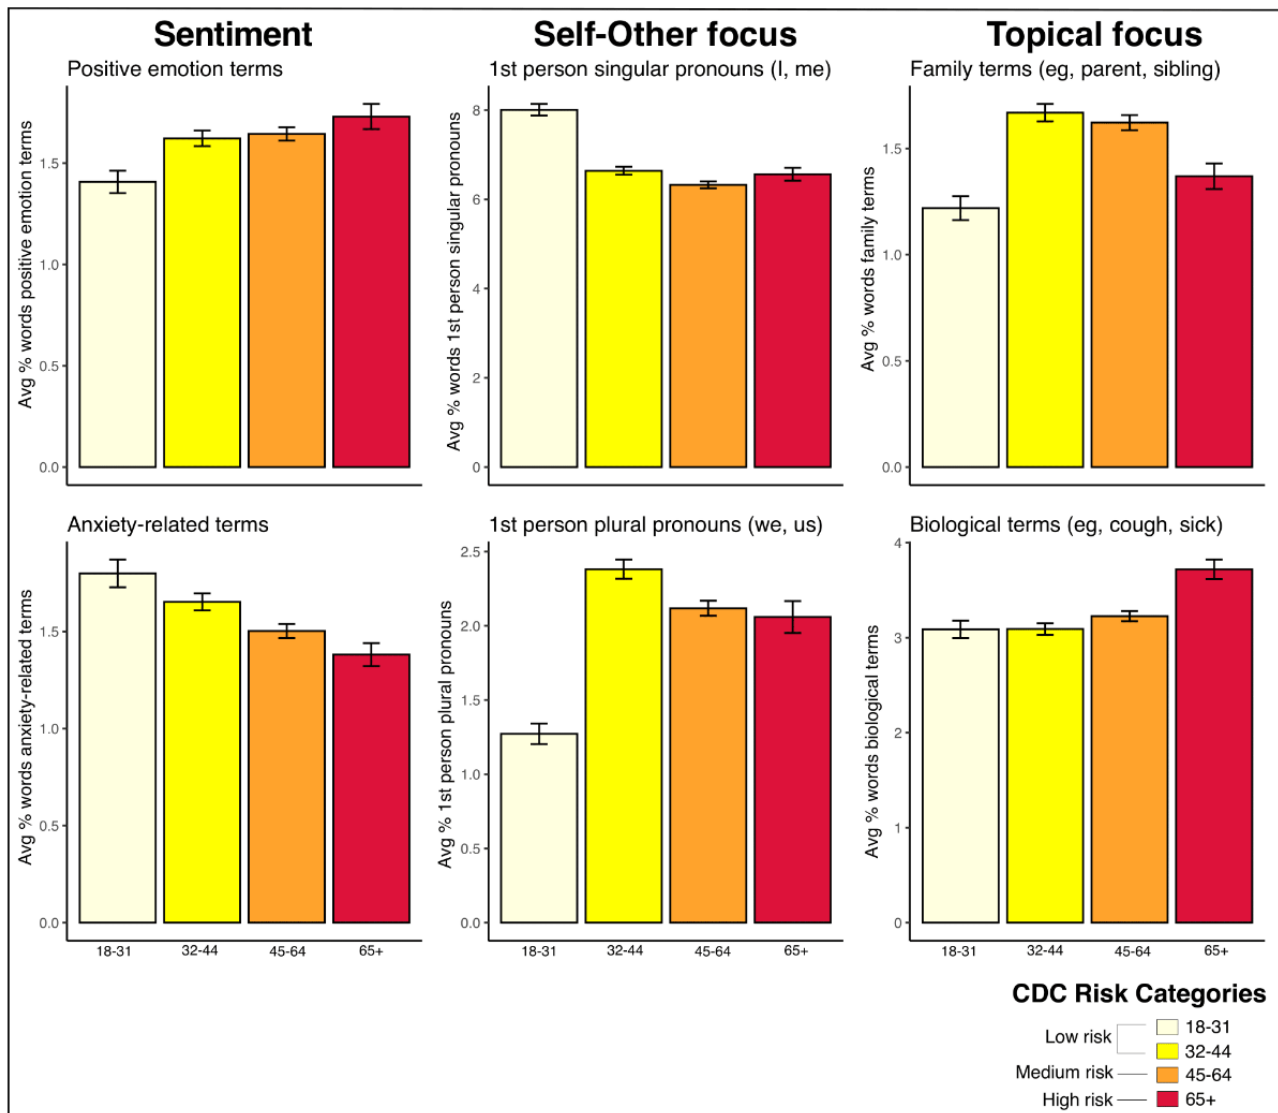 Sentiment
Self-Other focus
Topical focus
Positive emotion terms
1st person singular pronouns (I, me)
Family terms (eg, parent, sibling)
Avg % words positive emotion terms
1.5
1.0
0.5
0.0
Avg % words 1st person singular pronouns
8
6
4
2
0
Avg % words family terms
1.5
1.0
0.5
0.0
Anxiety-related terms
1st person plural pronouns (we, us)
Biological terms (eg, cough, sick)
Avg % words anxiety-related terms
1.5
1.0
0.5
0.0
18-31 32-44 45-64 65+
Avg % 1st person plural pronouns
2.5
2.0
1.5
1.0
0.5
0.0
18-31 32-44 45-64 65+
Avg % words biological terms
4
3
2
1
0
18-31 32-44 45-64 65+
CDC Risk Categories
Low risk
18-31
32-44
Medium risk
45-64
High risk
65+